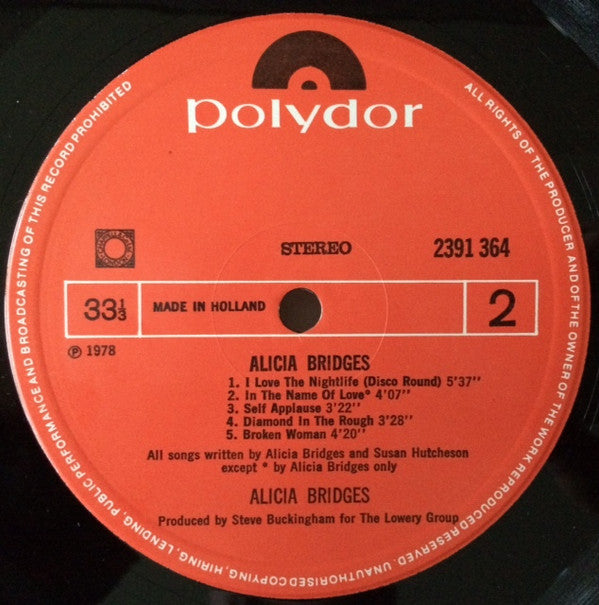 polydor
STEREO
2391 364
33⅓
MADE IN HOLLAND
2
℗ 1978
ALICIA BRIDGES
1. I Love The Nightlife (Disco Round) 5'37''
2. In The Name Of Love* 4'07''
3. Self Applause 3'22''
4. Diamond In The Rough 3'28''
5. Broken Woman 4'20''
All songs written by Alicia Bridges and Susan Hutcheson
except * by Alicia Bridges only
ALICIA BRIDGES
Produced by Steve Buckingham for The Lowery Group
ALL RIGHTS OF THE PRODUCER AND OF THE OWNER OF THE WORK REPRODUCED RESERVED. UNAUTHORISED COPYING, HIRING, LENDING, PUBLIC PERFORMANCE AND BROADCASTING OF THIS RECORD PROHIBITED